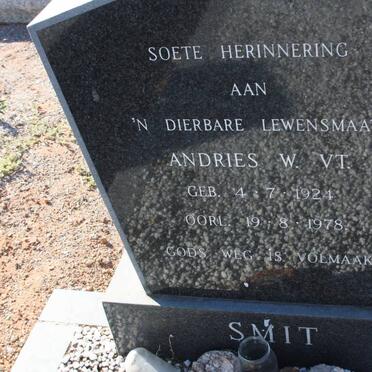 SOETE HERINNERING
AAN
'N DIERBARE LEWENSMAA
ANDRIES W. VT.
GEB. 4·7·1924
OORL. 19·8·1978
GODS WEG IS VOLMAAK
SMIT